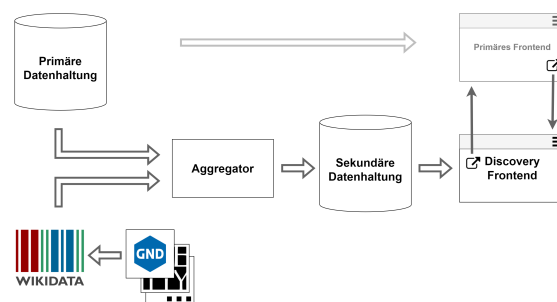 Primäre
Datenhaltung
Primäres Frontend
Aggregator
Sekundäre
Datenhaltung
Discovery
Frontend
WIKIDATA
GND